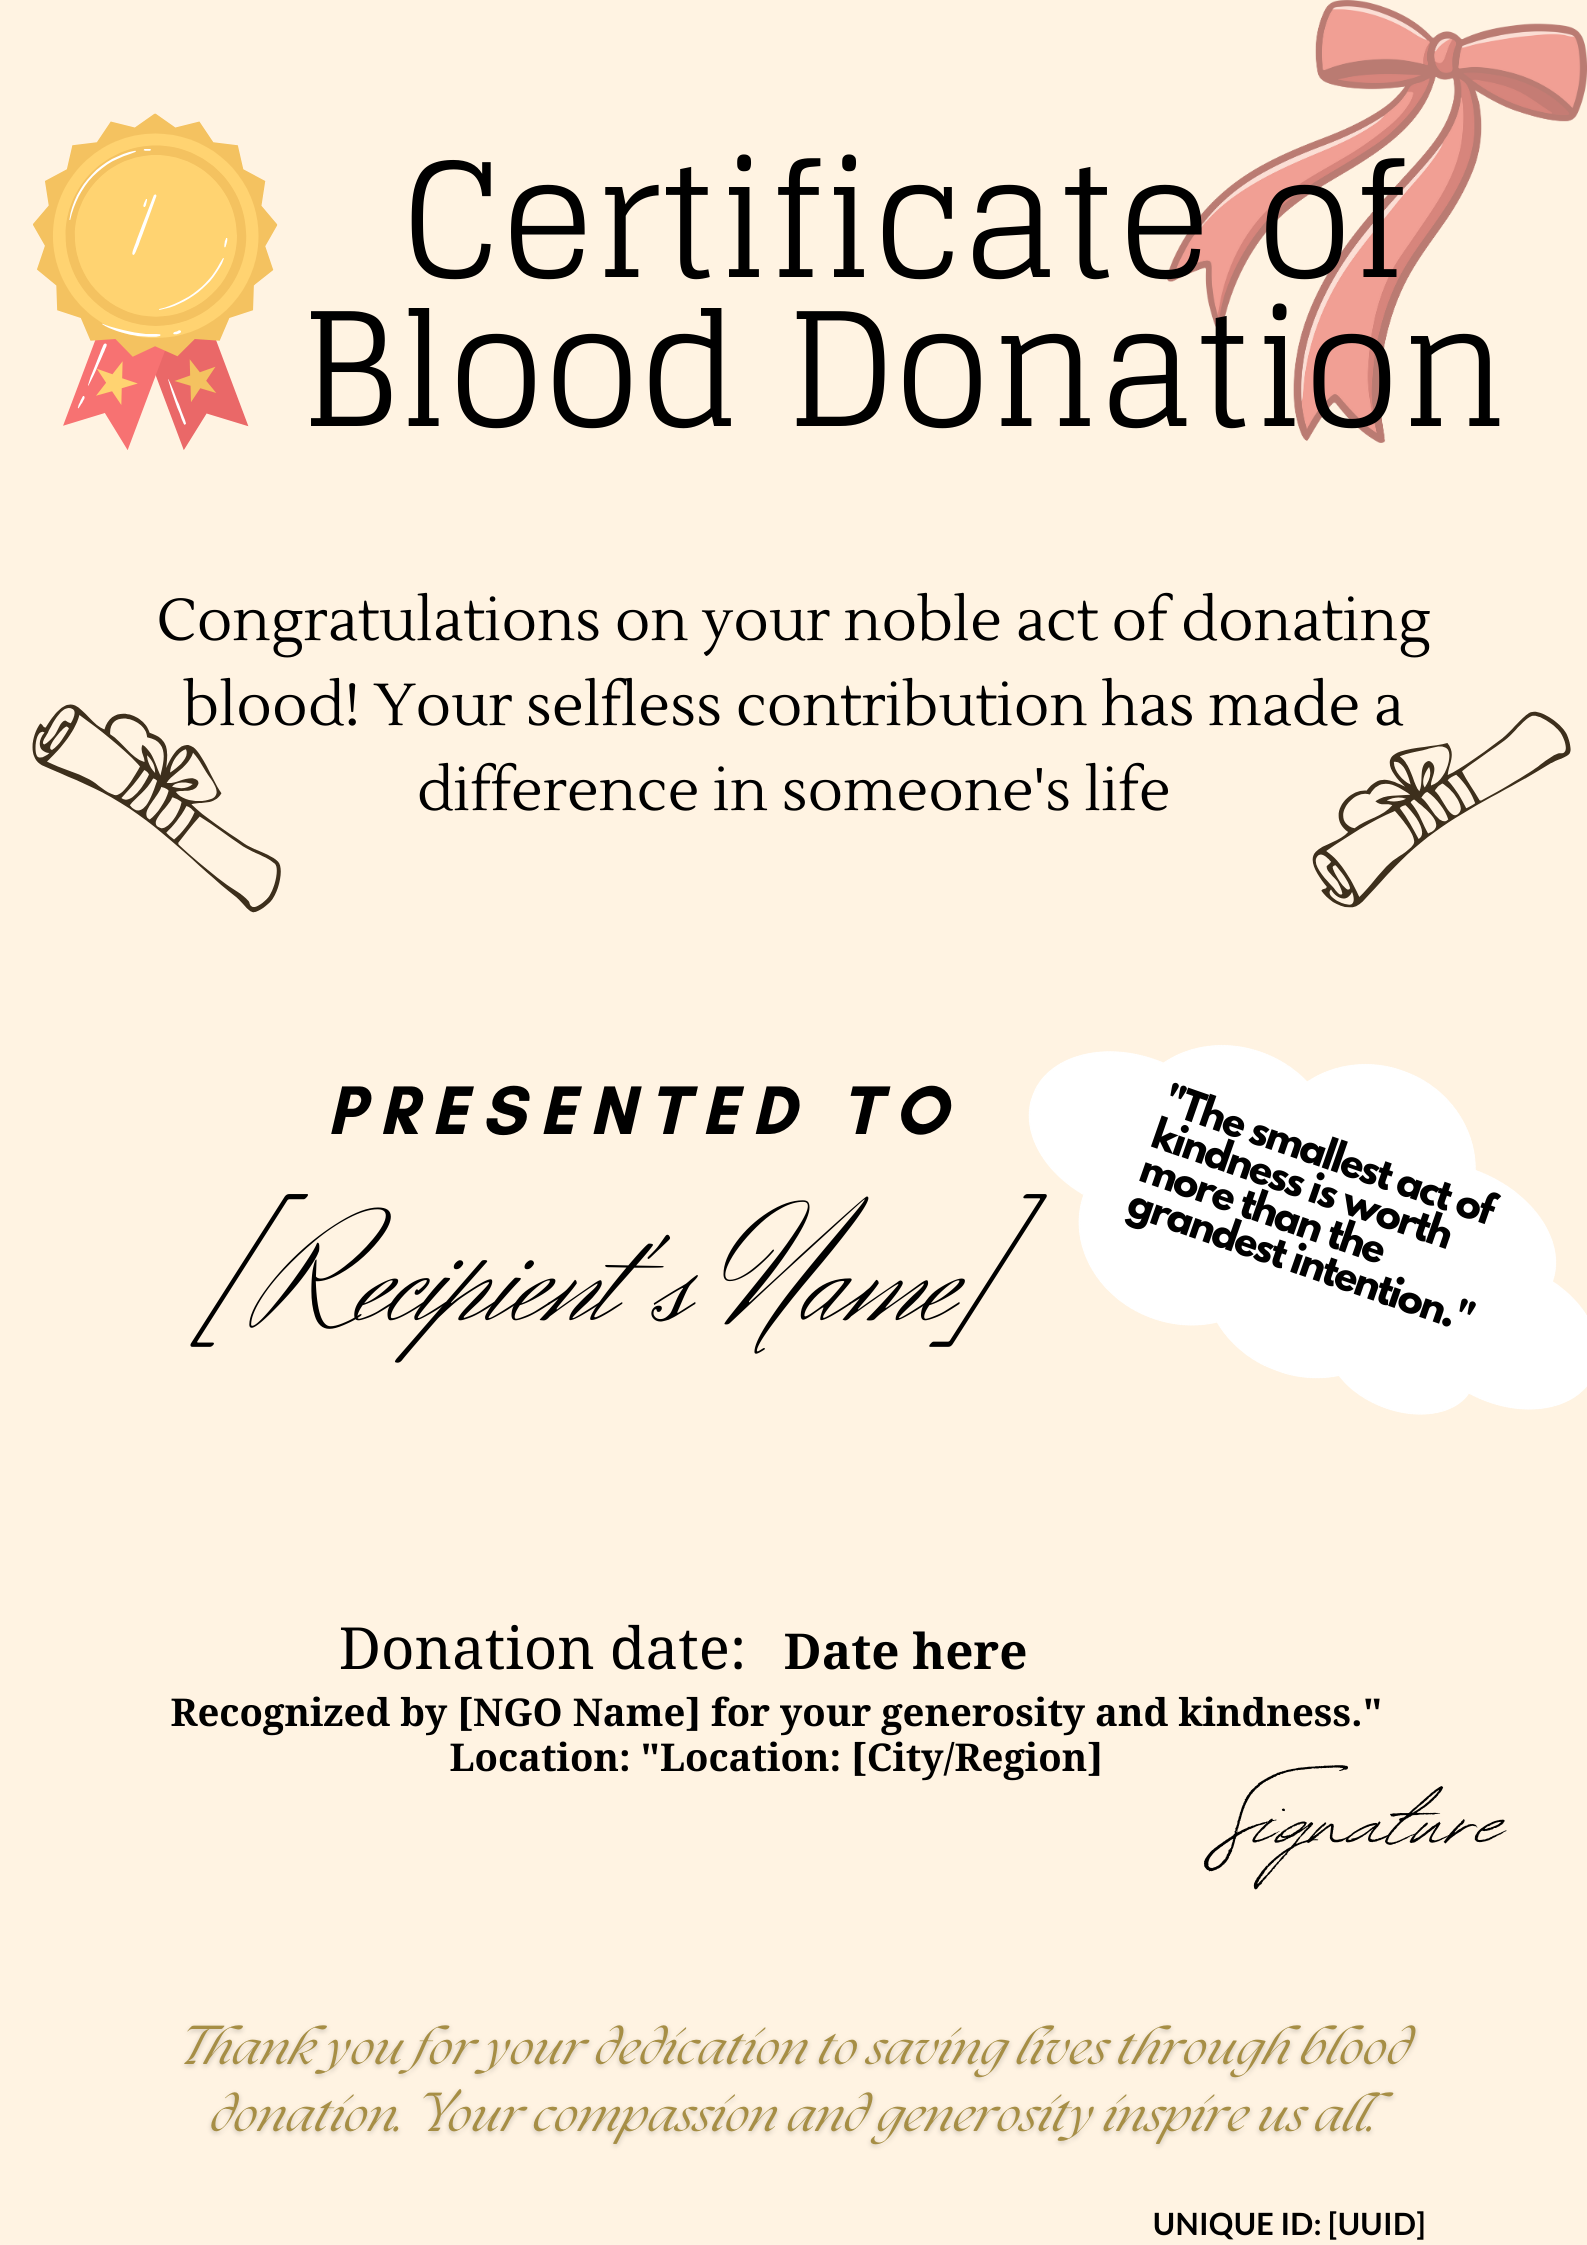 Certificate of
Blood Donation
Congratulations on your noble act of donating
blood! Your selfless contribution has made a
difference in someone's life
PRESENTED TO
[Recipient's Name]
"The smallest act of
kindness is worth
more than the
grandest intention."
Donation date: Date here
Recognized by [NGO Name] for your generosity and kindness."
Location: "Location: [City/Region]
Signature
Thank you for your dedication to saving lives through blood
donation. Your compassion and generosity inspire us all.
UNIQUE ID: [UUID]